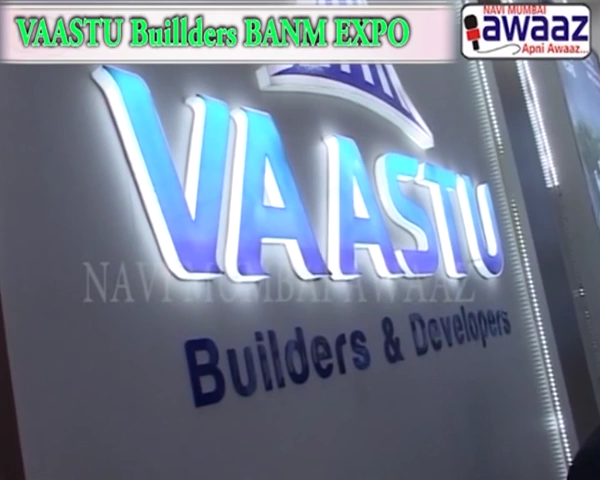 VAASTU Buillders BANM EXPO
NAVI MUMBAI
awaaz
Apni Awaaz...
VAASTU
NAVI MUMBAI AWAAZ
Builders & Developers